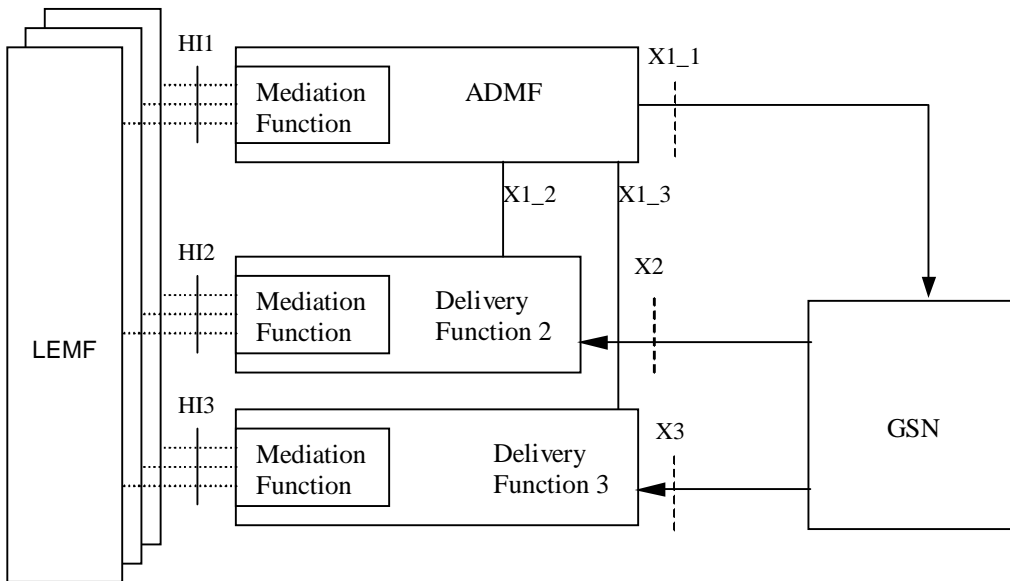 HI1
X1_1
Mediation
Function
ADMF
X1_2
X1_3
HI2
X2
Mediation
Function
Delivery
Function 2
LEMF
HI3
X3
GSN
Mediation
Function
Delivery
Function 3